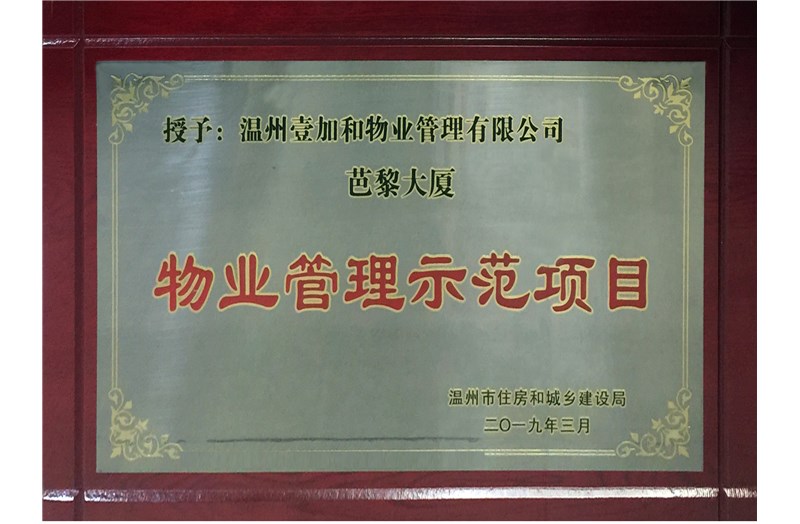 授予：温州壹加和物业管理有限公司
芭黎大厦
物业管理示范项目
温州市住房和城乡建设局
二〇一九年三月